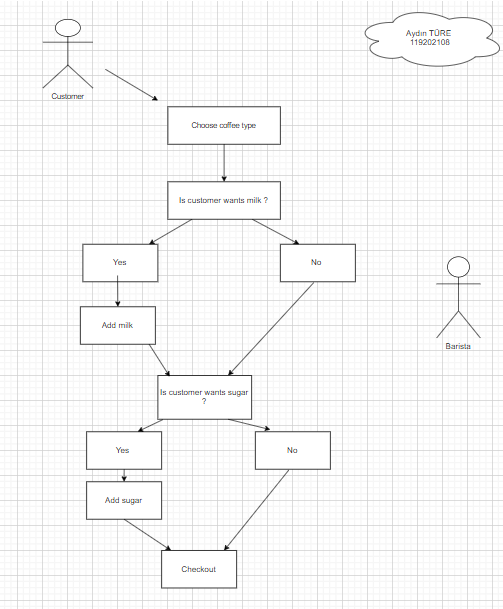 Aydın TÜRE
119202108
Customer
Choose coffee type
Is customer wants milk ?
Yes
No
Add milk
Barista
Is customer wants sugar
?
Yes
No
Add sugar
Checkout